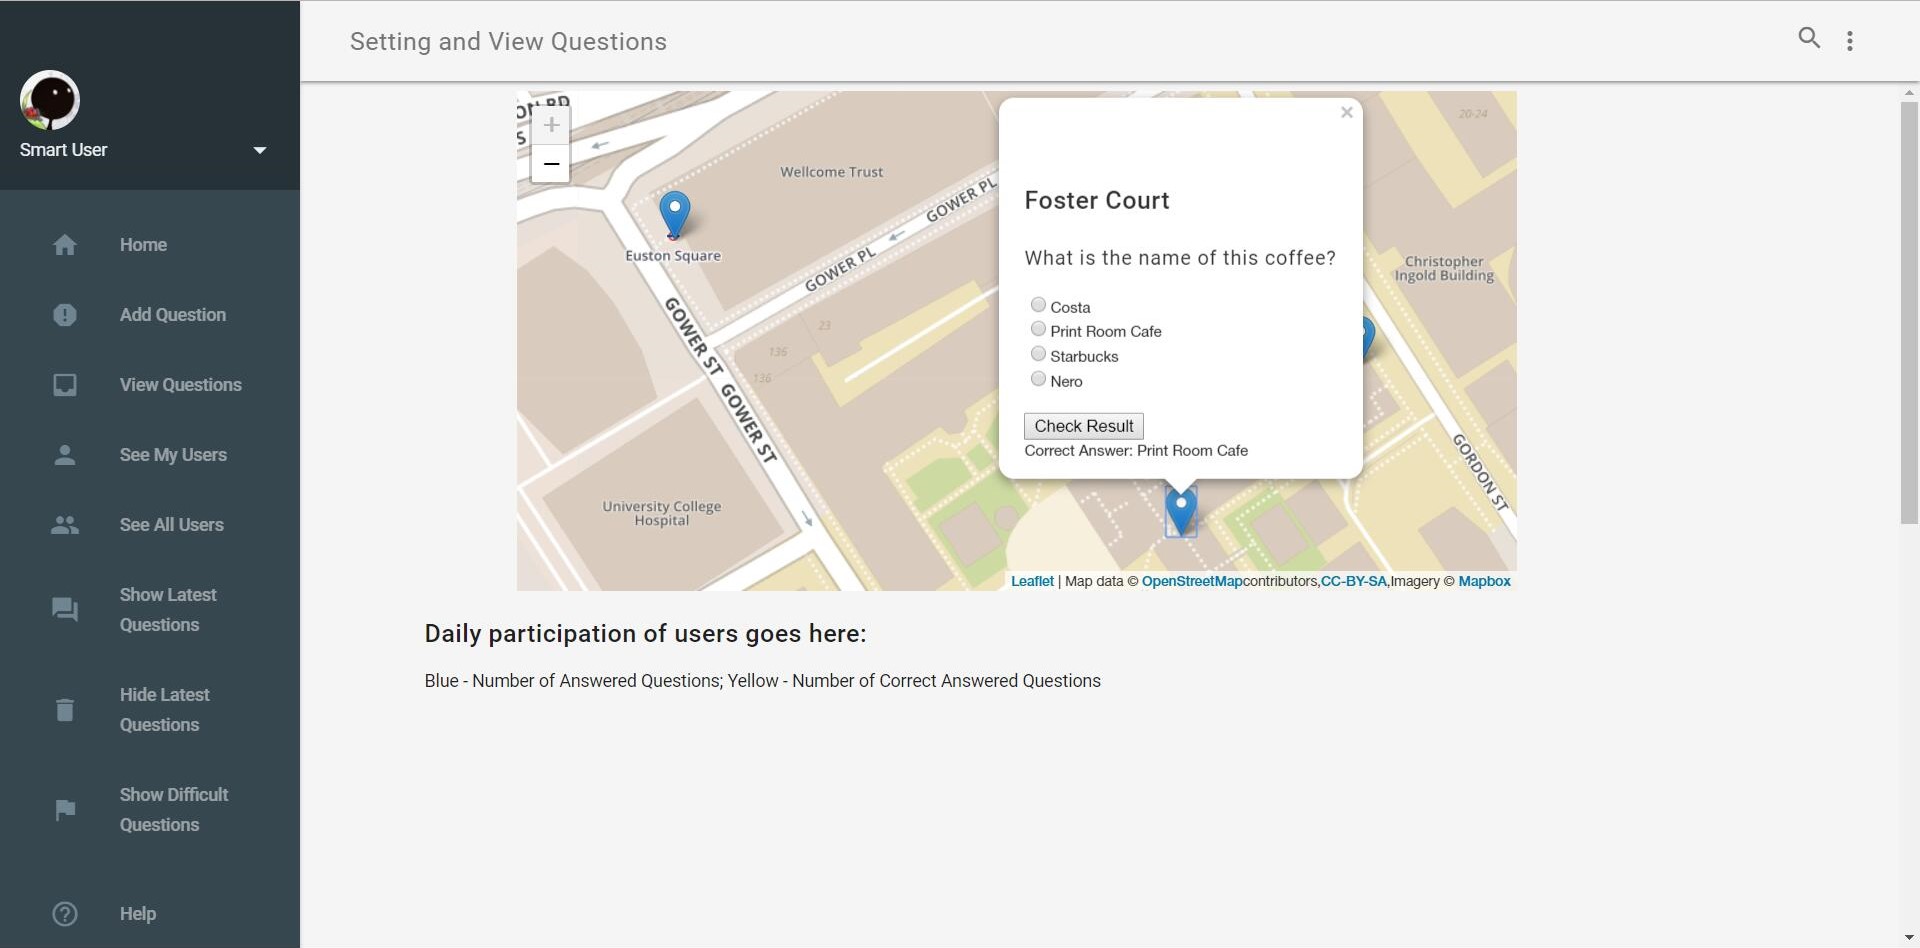 Setting and View Questions
Smart User
Home
Add Question
View Questions
See My Users
See All Users
Show Latest
Questions
Hide Latest
Questions
Show Difficult
Questions
Help
+
−
Wellcome Trust
Euston Square
GOWER PL
GOWER PL
GOWER ST
GOWER ST
23
136
136
University College
Hospital
20-24
Christopher
Ingold Building
GORDON ST
×
Foster Court
What is the name of this coffee?
Costa
Print Room Cafe
Starbucks
Nero
Check Result
Correct Answer: Print Room Cafe
Leaflet | Map data © OpenStreetMapcontributors,CC-BY-SA,Imagery © Mapbox
Daily participation of users goes here:
Blue - Number of Answered Questions; Yellow - Number of Correct Answered Questions